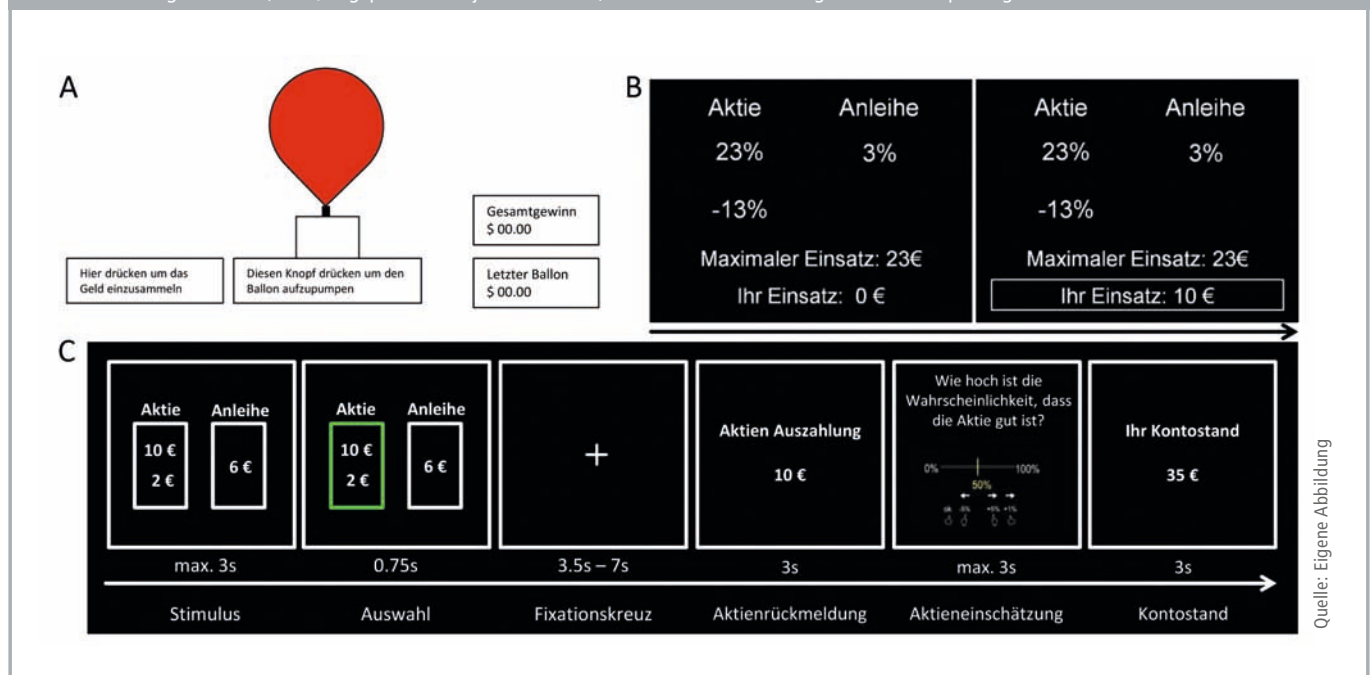 A
Gesamtgewinn
$ 00.00
Hier drücken um das
Geld einzusammeln
Diesen Knopf drücken um den
Ballon aufzupumpen
Letzter Ballon
$ 00.00
B
Aktie Anleihe
23% 3%
-13%
Maximaler Einsatz: 23€
Ihr Einsatz: 0 €
Aktie Anleihe
23% 3%
-13%
Maximaler Einsatz: 23€
Ihr Einsatz: 10 €
C
Aktie Anleihe
10 €
2 €
6 €
max. 3s
Stimulus
Aktie Anleihe
10 €
2 €
6 €
0.75s
Auswahl
+
3.5s – 7s
Fixationskreuz
Aktien Auszahlung
10 €
3s
Aktienrückmeldung
Wie hoch ist die
Wahrscheinlichkeit, dass
die Aktie gut ist?
0% 100%
50%
ok -5% +5% +1%
max. 3s
Aktieneinschätzung
Ihr Kontostand
35 €
3s
Kontostand
Quelle: Eigene Abbildung